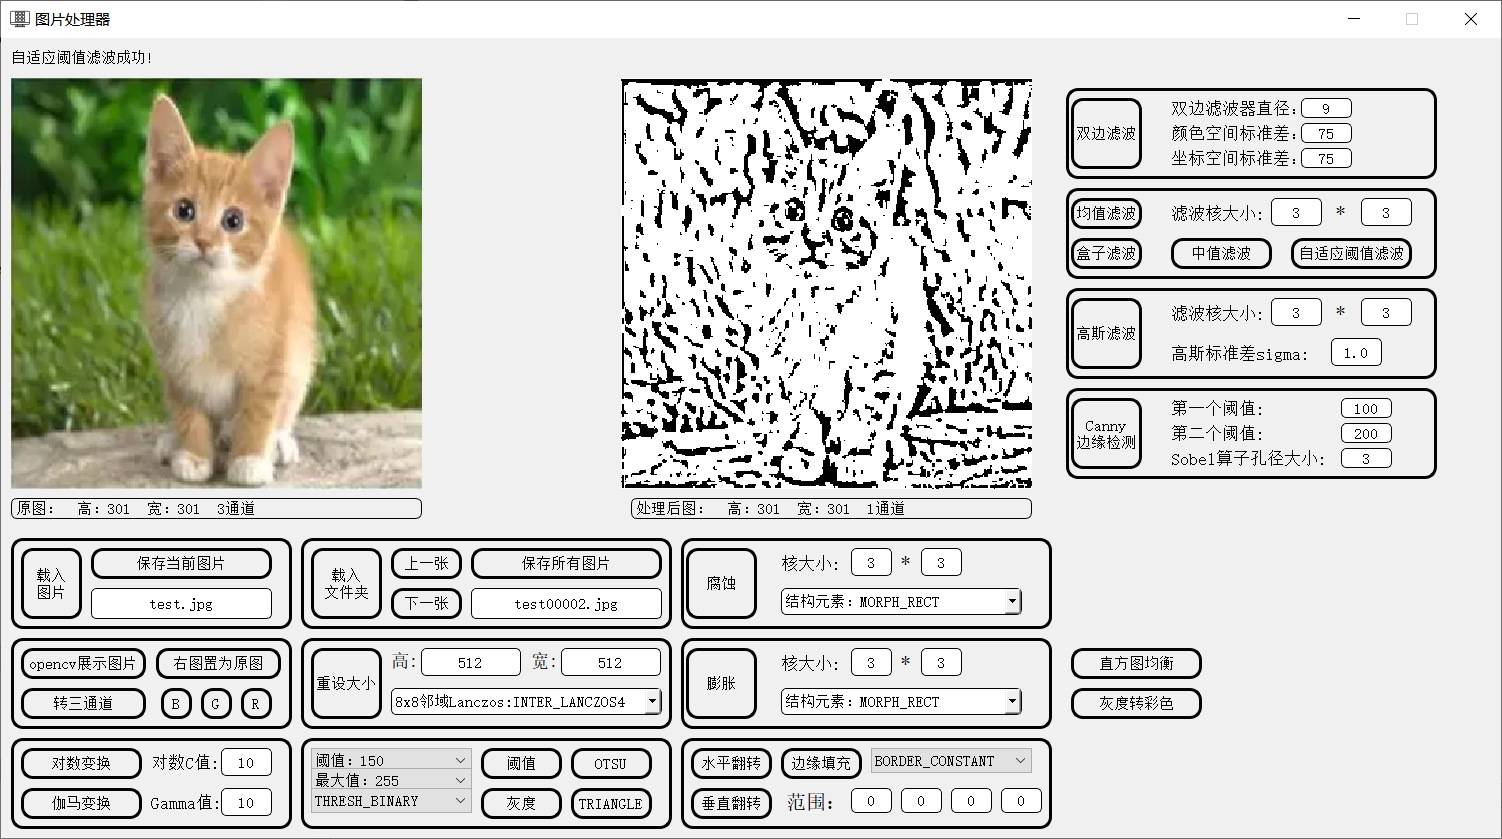 图片处理器
自适应阈值滤波成功!
原图: 高:301 宽:301 3通道
处理后图: 高:301 宽:301 1通道
双边滤波
双边滤波器直径: 9
颜色空间标准差: 75
坐标空间标准差: 75
均值滤波
滤波核大小: 3 * 3
盒子滤波
中值滤波
自适应阈值滤波
高斯滤波
滤波核大小: 3 * 3
高斯标准差sigma: 1.0
Canny
边缘检测
第一个阈值: 100
第二个阈值: 200
Sobel算子孔径大小: 3
载入
图片
保存当前图片
test.jpg
载入
文件夹
上一张
保存所有图片
下一张
test00002.jpg
腐蚀
核大小: 3 * 3
结构元素:MORPH_RECT
opencv展示图片
右图置为原图
转三通道
B
G
R
重设大小
高: 512 宽: 512
8x8邻域Lanczos:INTER_LANCZOS4
膨胀
核大小: 3 * 3
结构元素:MORPH_RECT
直方图均衡
灰度转彩色
对数变换
对数C值: 10
伽马变换
Gamma值: 10
阈值:150
最大值:255
THRESH_BINARY
阈值
OTSU
灰度
TRIANGLE
水平翻转
边缘填充
BORDER_CONSTANT
垂直翻转
范围: 0 0 0 0